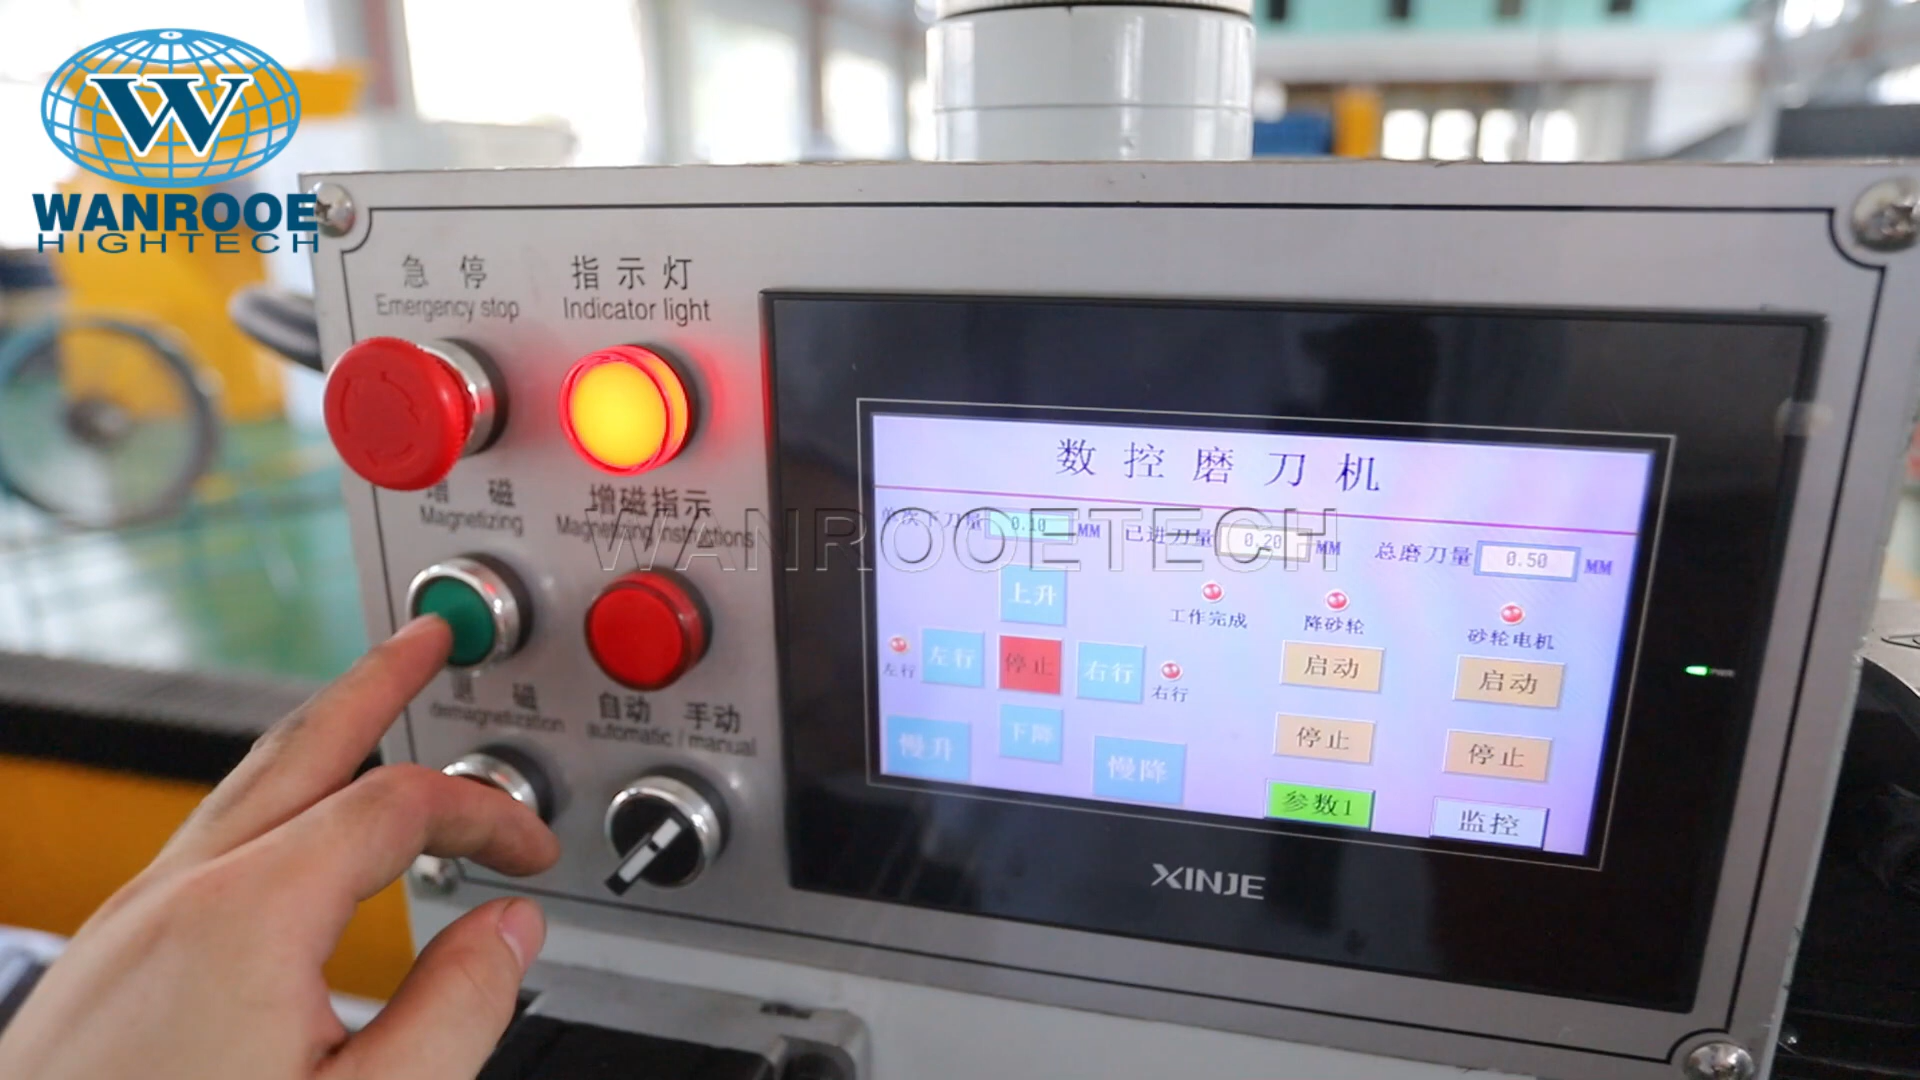 WANROOE
HIGHTECH
急停
Emergency stop
指示灯
Indicator light
增磁
Magnetizing
增磁指示
Magnetizing instructions
退磁
demagnetization
自动 手动
automatic / manual
WANROOETECH
数控磨刀机
单次下刀量 0.10 MM
已进刀量 0.20 MM
总磨刀量 0.50 MM
上升
工作完成
降砂轮
砂轮电机
左行
左行
停止
右行
右行
启动
启动
慢升
下降
慢降
停止
停止
参数1
监控
XINJE